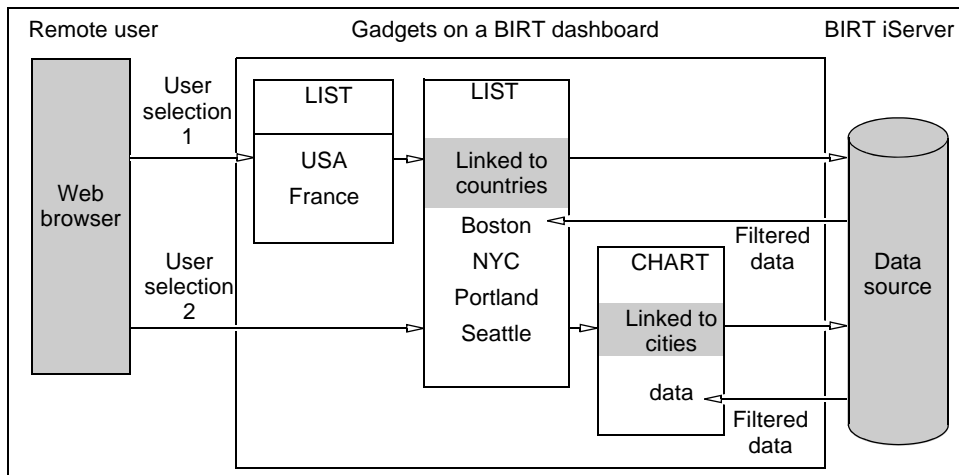 Remote user
Gadgets on a BIRT dashboard
BIRT iServer
User
selection
1
LIST
USA
France
LIST
Linked to
countries
Boston
NYC
Portland
Seattle
Web
browser
User
selection
2
Filtered
data
CHART
Linked to
cities
data
Filtered
data
Data
source